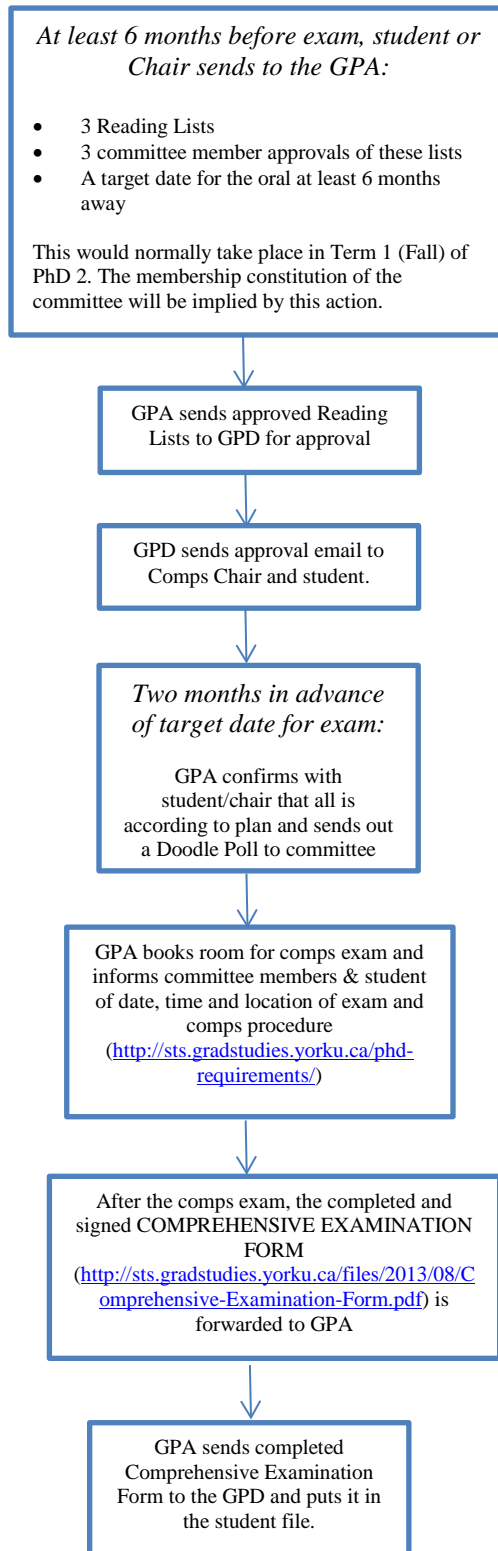 At least 6 months before exam, student or
Chair sends to the GPA:
• 3 Reading Lists
• 3 committee member approvals of these lists
• A target date for the oral at least 6 months
away
This would normally take place in Term 1 (Fall) of
PhD 2. The membership constitution of the
committee will be implied by this action.
GPA sends approved Reading
Lists to GPD for approval
GPD sends approval email to
Comps Chair and student.
Two months in advance
of target date for exam:
GPA confirms with
student/chair that all is
according to plan and sends out
a Doodle Poll to committee
GPA books room for comps exam and
informs committee members & student
of date, time and location of exam and
comps procedure
(http://sts.gradstudies.yorku.ca/phd-
requirements/)
After the comps exam, the completed and
signed COMPREHENSIVE EXAMINATION
FORM
(http://sts.gradstudies.yorku.ca/files/2013/08/C
omprehensive-Examination-Form.pdf) is
forwarded to GPA
GPA sends completed
Comprehensive Examination
Form to the GPD and puts it in
the student file.